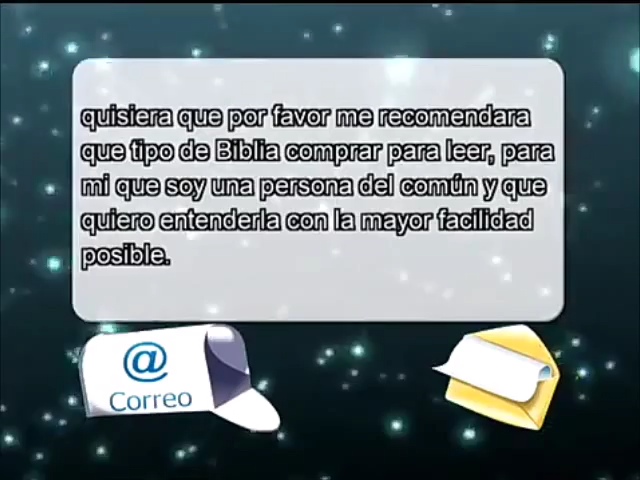 quisiera que por favor me recomendara
que tipo de Biblia comprar para leer, para
mi que soy una persona del común y que
quiero entenderla con la mayor facilidad
posible.
@
Correo